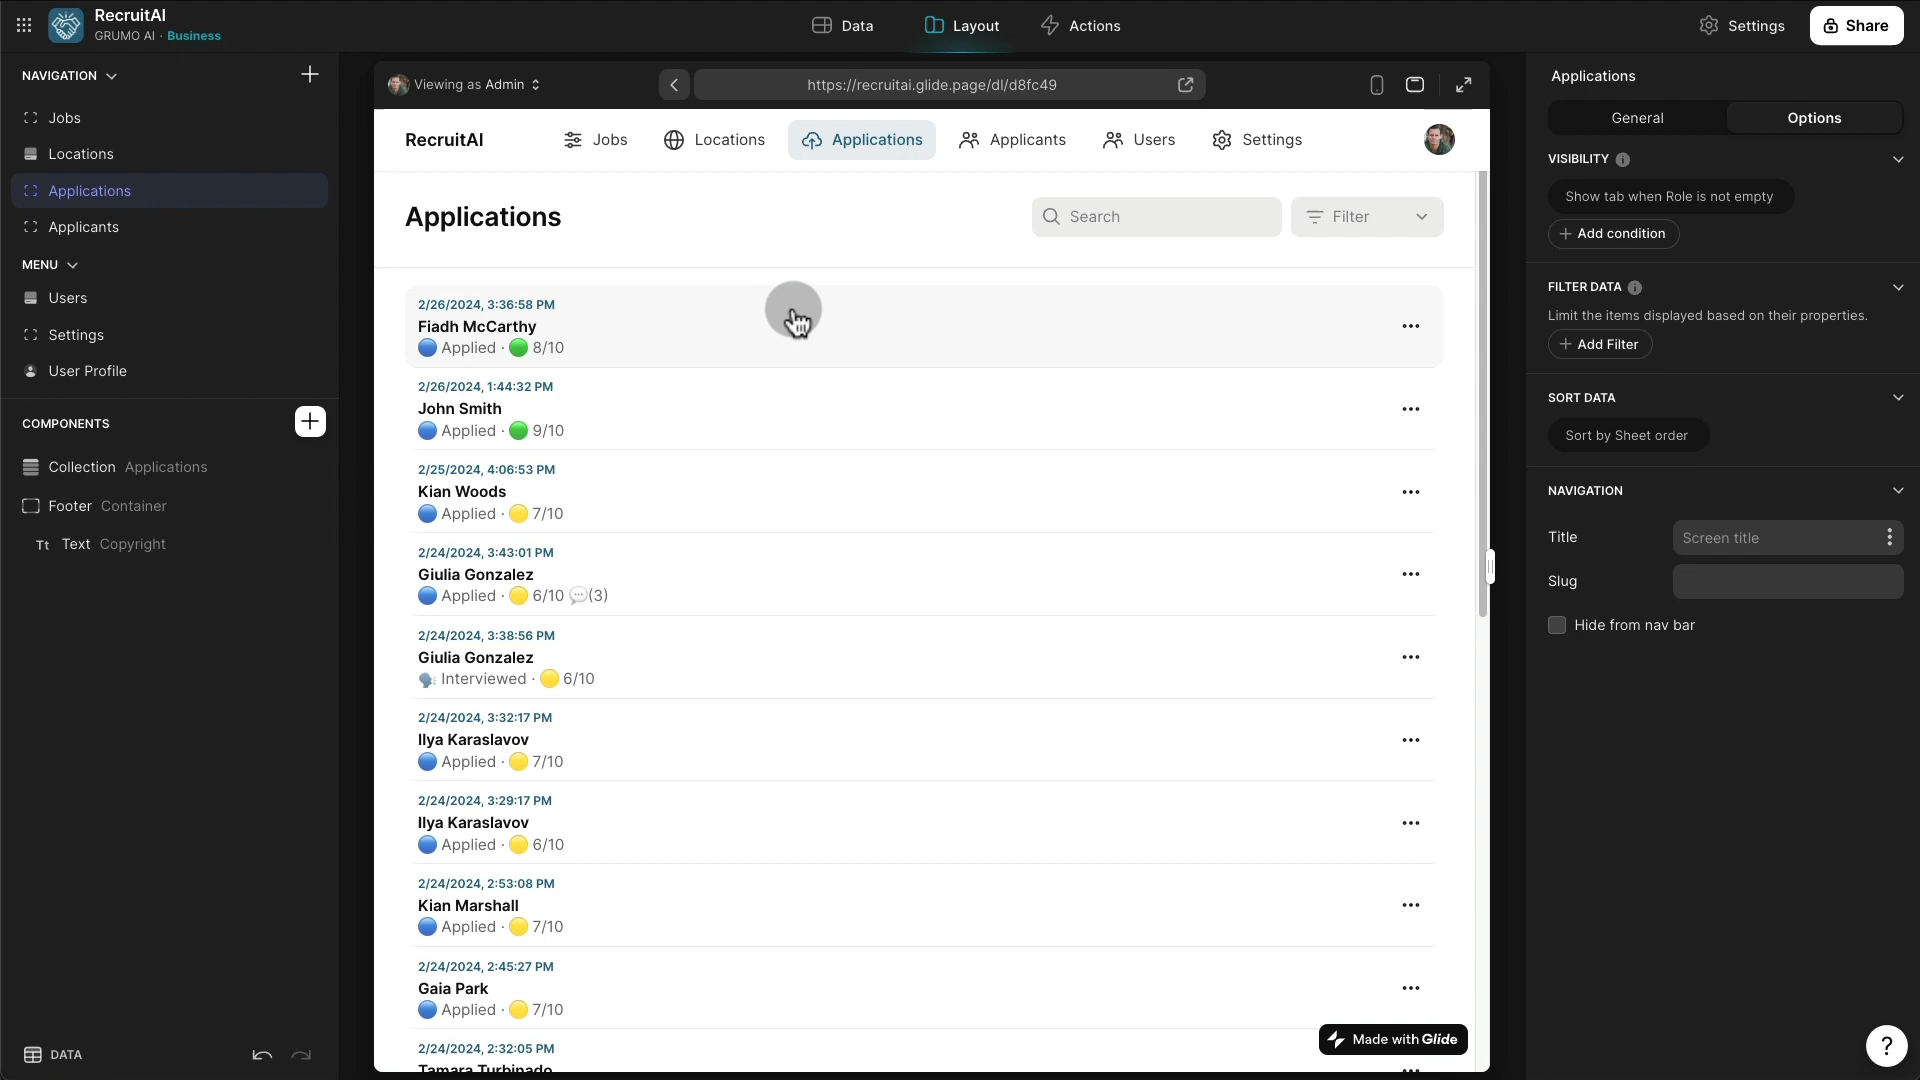 RecruitAI
GRUMO AI · Business
Data
Layout
Actions
Settings
Share
NAVIGATION
Jobs
Locations
Applications
Applicants
MENU
Users
Settings
User Profile
COMPONENTS
Collection Applications
Footer Container
Tt Text Copyright
DATA
Viewing as Admin
https://recruitai.glide.page/dl/d8fc49
RecruitAI
Jobs
Locations
Applications
Applicants
Users
Settings
Applications
Search
Filter
2/26/2024, 3:36:58 PM
Fiadh McCarthy
Applied · 8/10
2/26/2024, 1:44:32 PM
John Smith
Applied · 9/10
2/25/2024, 4:06:53 PM
Kian Woods
Applied · 7/10
2/24/2024, 3:43:01 PM
Giulia Gonzalez
Applied · 6/10 (3)
2/24/2024, 3:38:56 PM
Giulia Gonzalez
Interviewed · 6/10
2/24/2024, 3:32:17 PM
Ilya Karaslavov
Applied · 7/10
2/24/2024, 3:29:17 PM
Ilya Karaslavov
Applied · 6/10
2/24/2024, 2:53:08 PM
Kian Marshall
Applied · 7/10
2/24/2024, 2:45:27 PM
Gaia Park
Applied · 7/10
2/24/2024, 2:32:05 PM
Tamara Turbinado
Made with Glide
Applications
General
Options
VISIBILITY
Show tab when Role is not empty
+ Add condition
FILTER DATA
Limit the items displayed based on their properties.
+ Add Filter
SORT DATA
Sort by Sheet order
NAVIGATION
Title
Screen title
Slug
Hide from nav bar
?